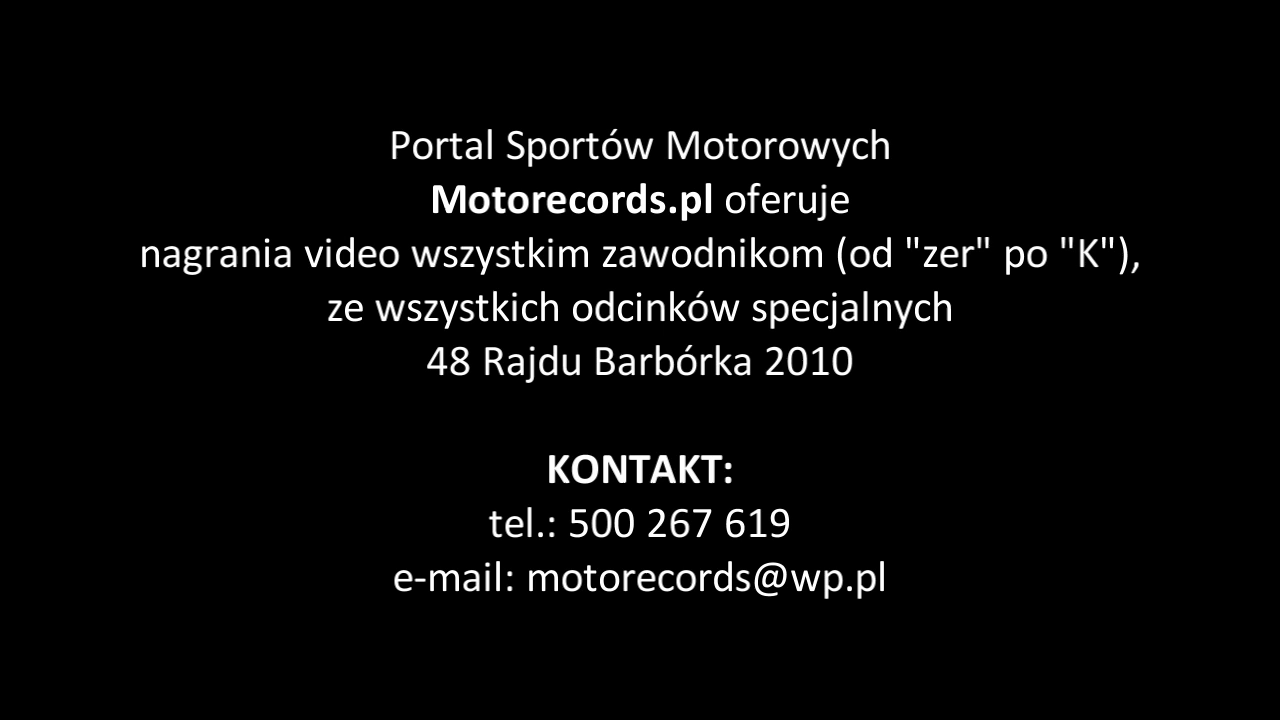 Portal Sportów Motorowych
Motorecords.pl oferuje
nagrania video wszystkim zawodnikom (od "zer" po "K"),
ze wszystkich odcinków specjalnych
48 Rajdu Barbórka 2010
KONTAKT:
tel.: 500 267 619
e-mail: motorecords@wp.pl